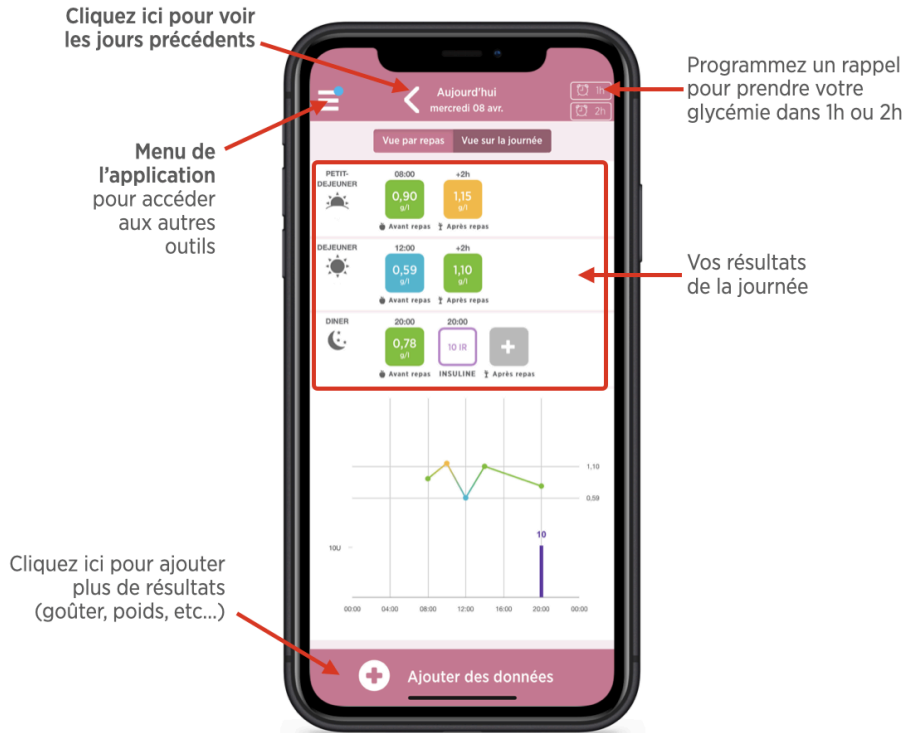 Cliquez ici pour voir
les jours précédents
Programmez un rappel
pour prendre votre
glycémie dans 1h ou 2h
Menu de
l'application
pour accéder
aux autres
outils
Vos résultats
de la journée
Cliquez ici pour ajouter
plus de résultats
(goûter, poids, etc...)
Aujourd'hui
mercredi 08 avr.
1h
2h
Vue par repas Vue sur la journée
PETIT-
DEJEUNER
08:00 +2h
0,90 1,15
g/l g/l
Avant repas Après repas
DEJEUNER
12:00 +2h
0,59 1,10
g/l g/l
Avant repas Après repas
DINER
20:00 20:00
0,78 10 IR +
g/l
Avant repas INSULINE Après repas
1,10
0,59
10
10U
00:00 04:00 08:00 12:00 16:00 20:00 00:00
Ajouter des données